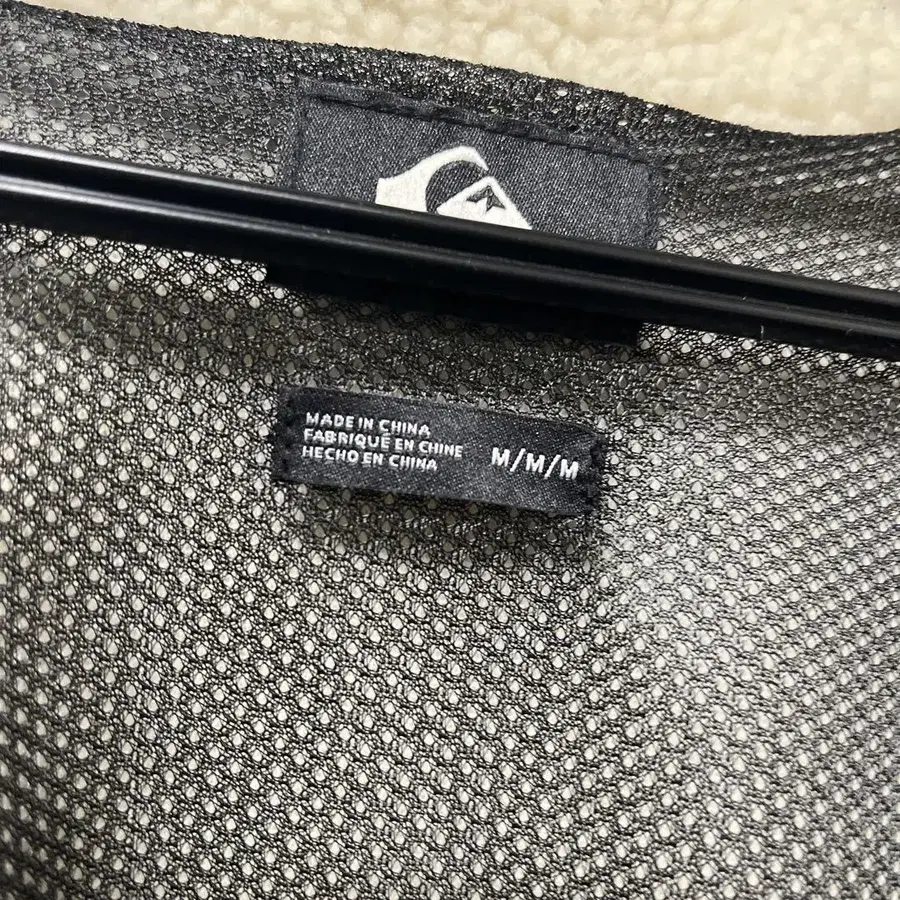 MADE IN CHINA
FABRIQUÉ EN CHINE
HECHO EN CHINA
M/M/M